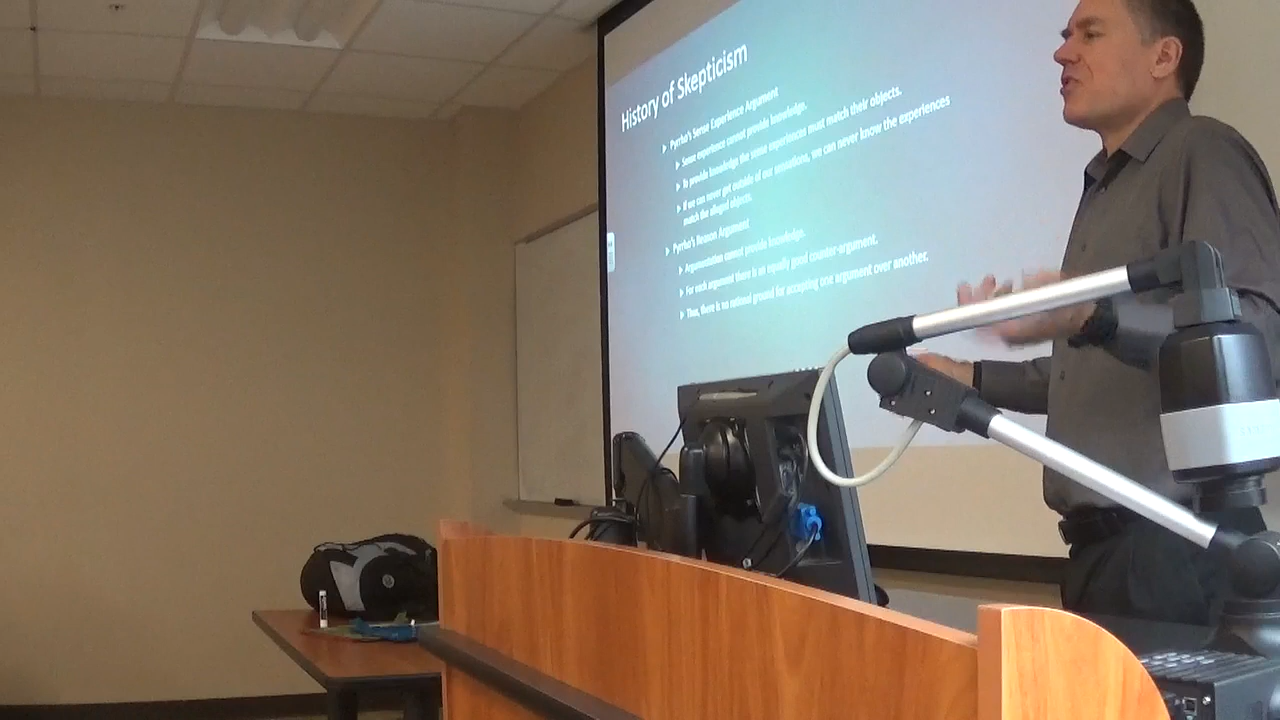 History of Skepticism
Pyrrho's Sense Experience Argument
Sense experience cannot provide knowledge.
To provide knowledge the sense experiences must match their objects.
If we can never get outside of our sensations, we can never know the experiences
match the alleged objects.
Pyrrho's Reason Argument
Argumentation cannot provide knowledge.
For each argument there is an equally good counter-argument.
Thus, there is no rational ground for accepting one argument over another.